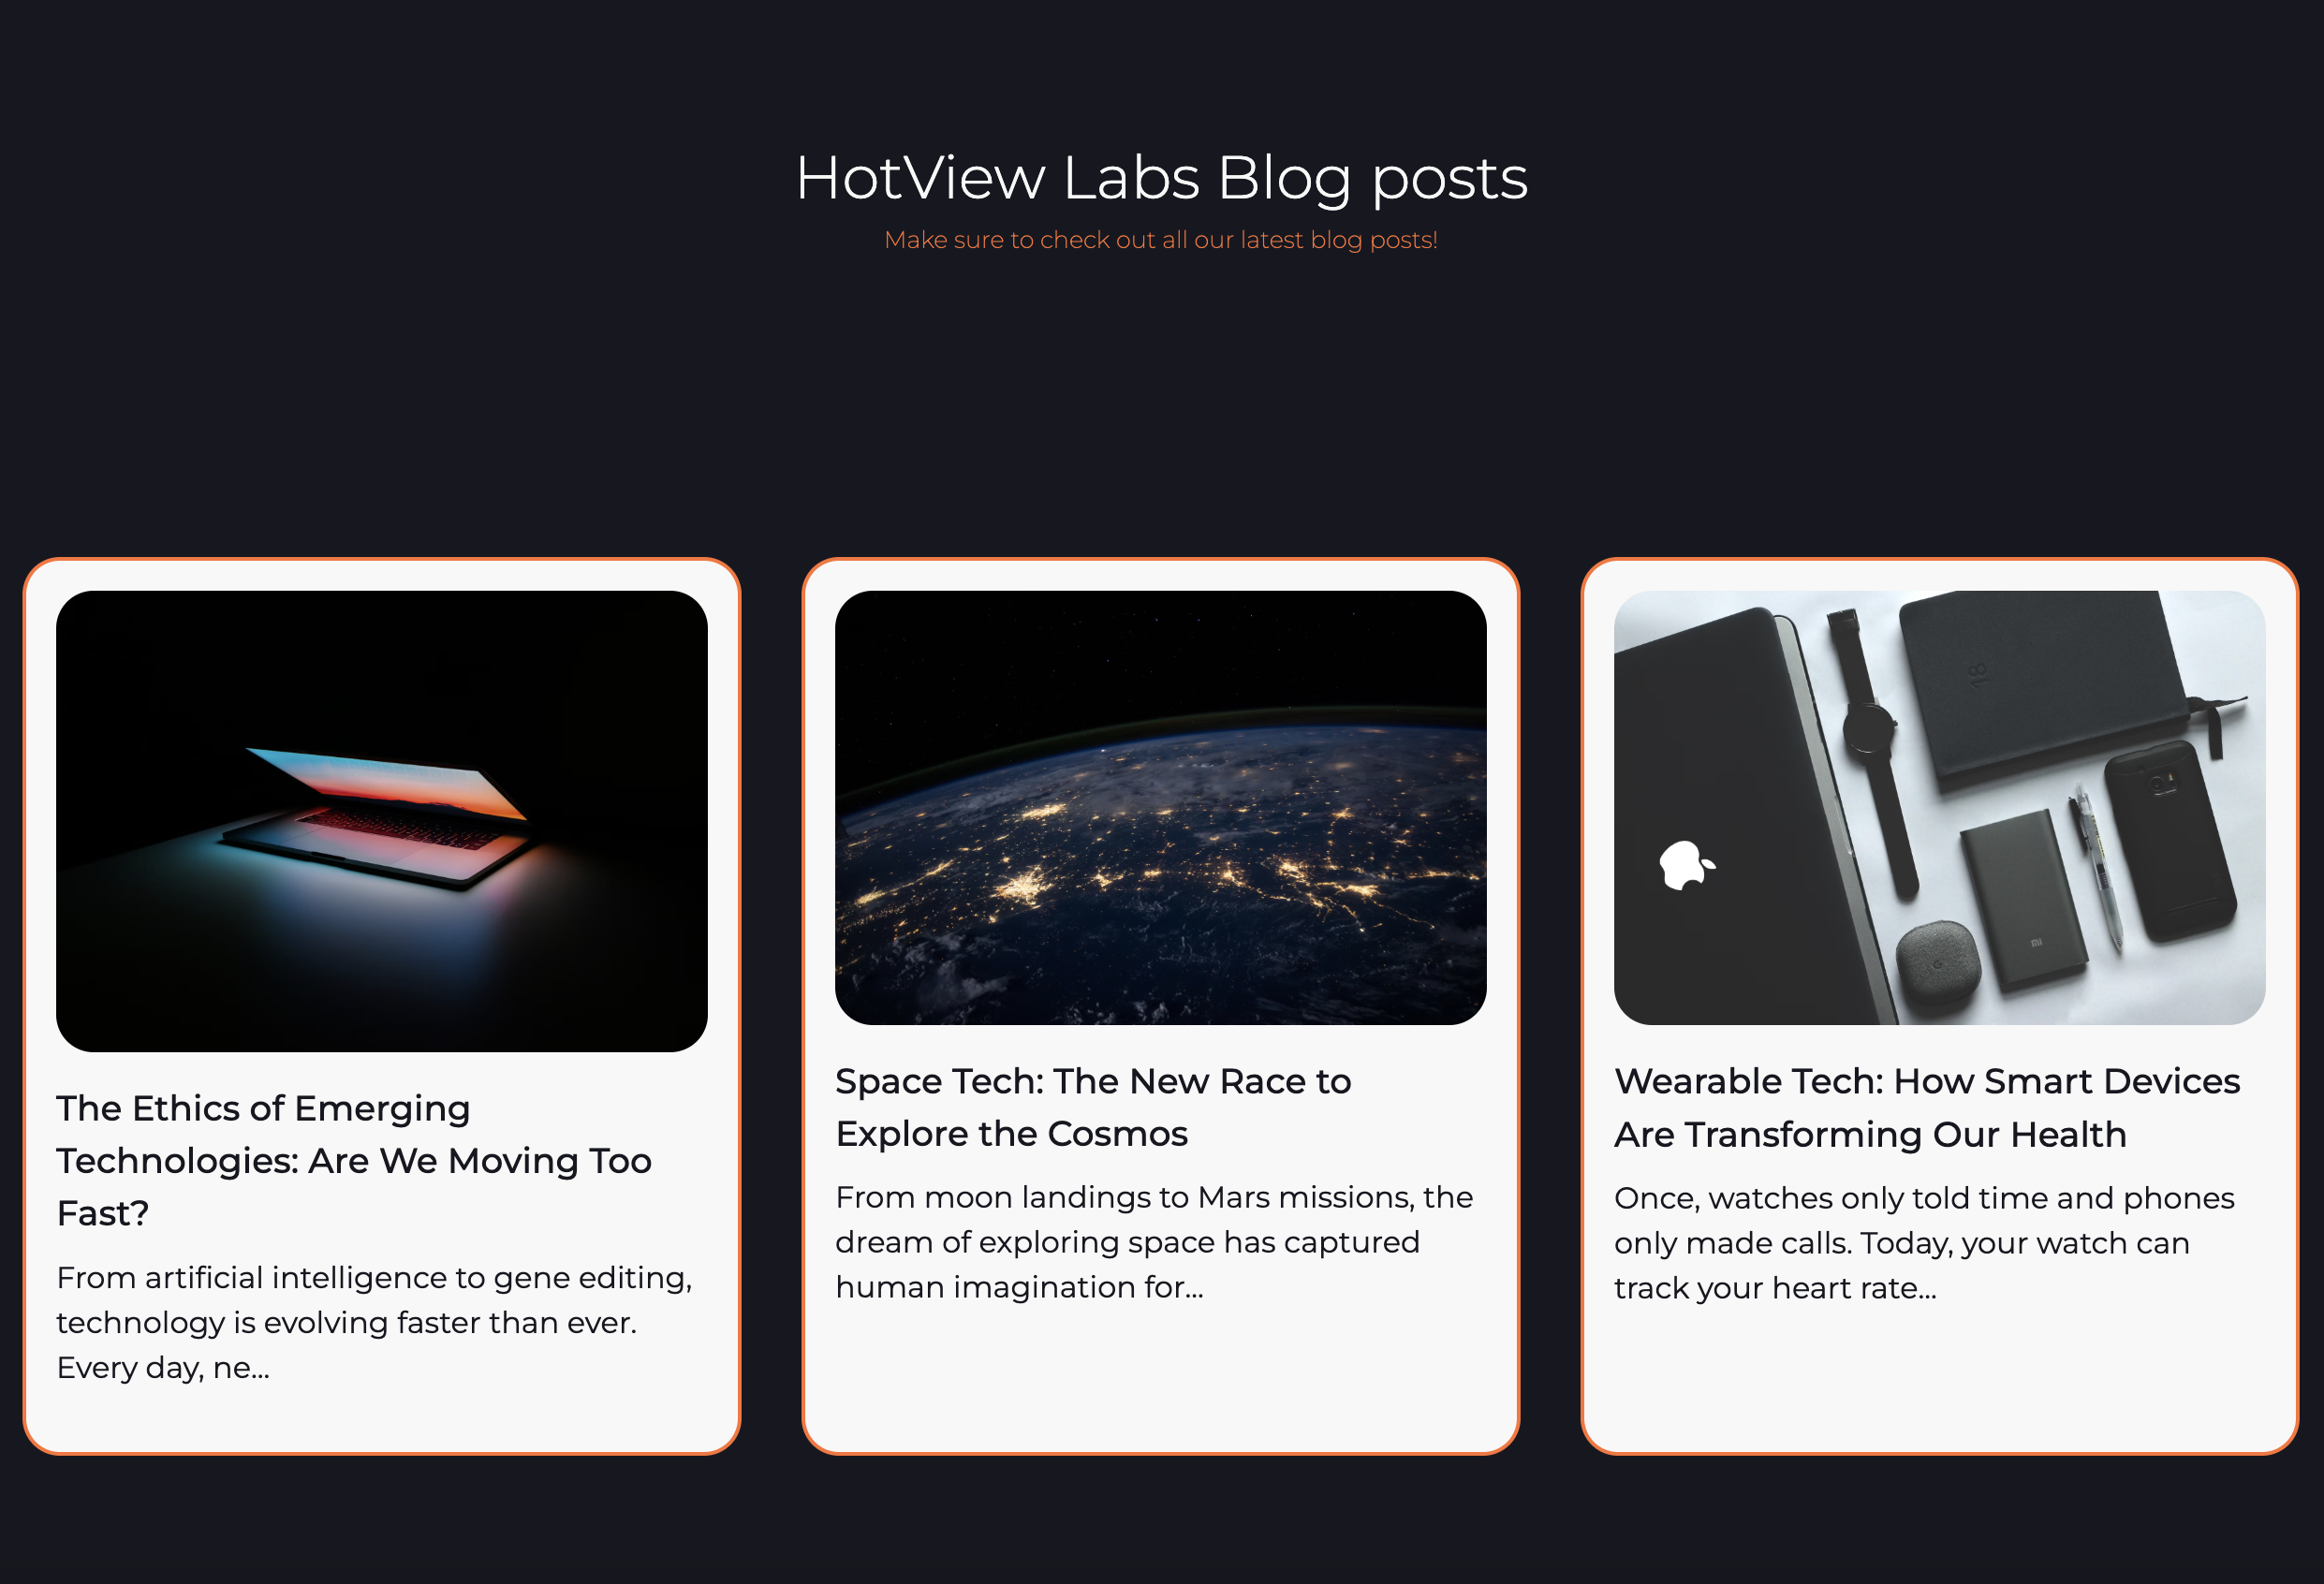 HotView Labs Blog posts
Make sure to check out all our latest blog posts!
The Ethics of Emerging
Technologies: Are We Moving Too
Fast?
From artificial intelligence to gene editing,
technology is evolving faster than ever.
Every day, ne...
18
mi
Space Tech: The New Race to
Explore the Cosmos
From moon landings to Mars missions, the
dream of exploring space has captured
human imagination for...
Wearable Tech: How Smart Devices
Are Transforming Our Health
Once, watches only told time and phones
only made calls. Today, your watch can
track your heart rate...